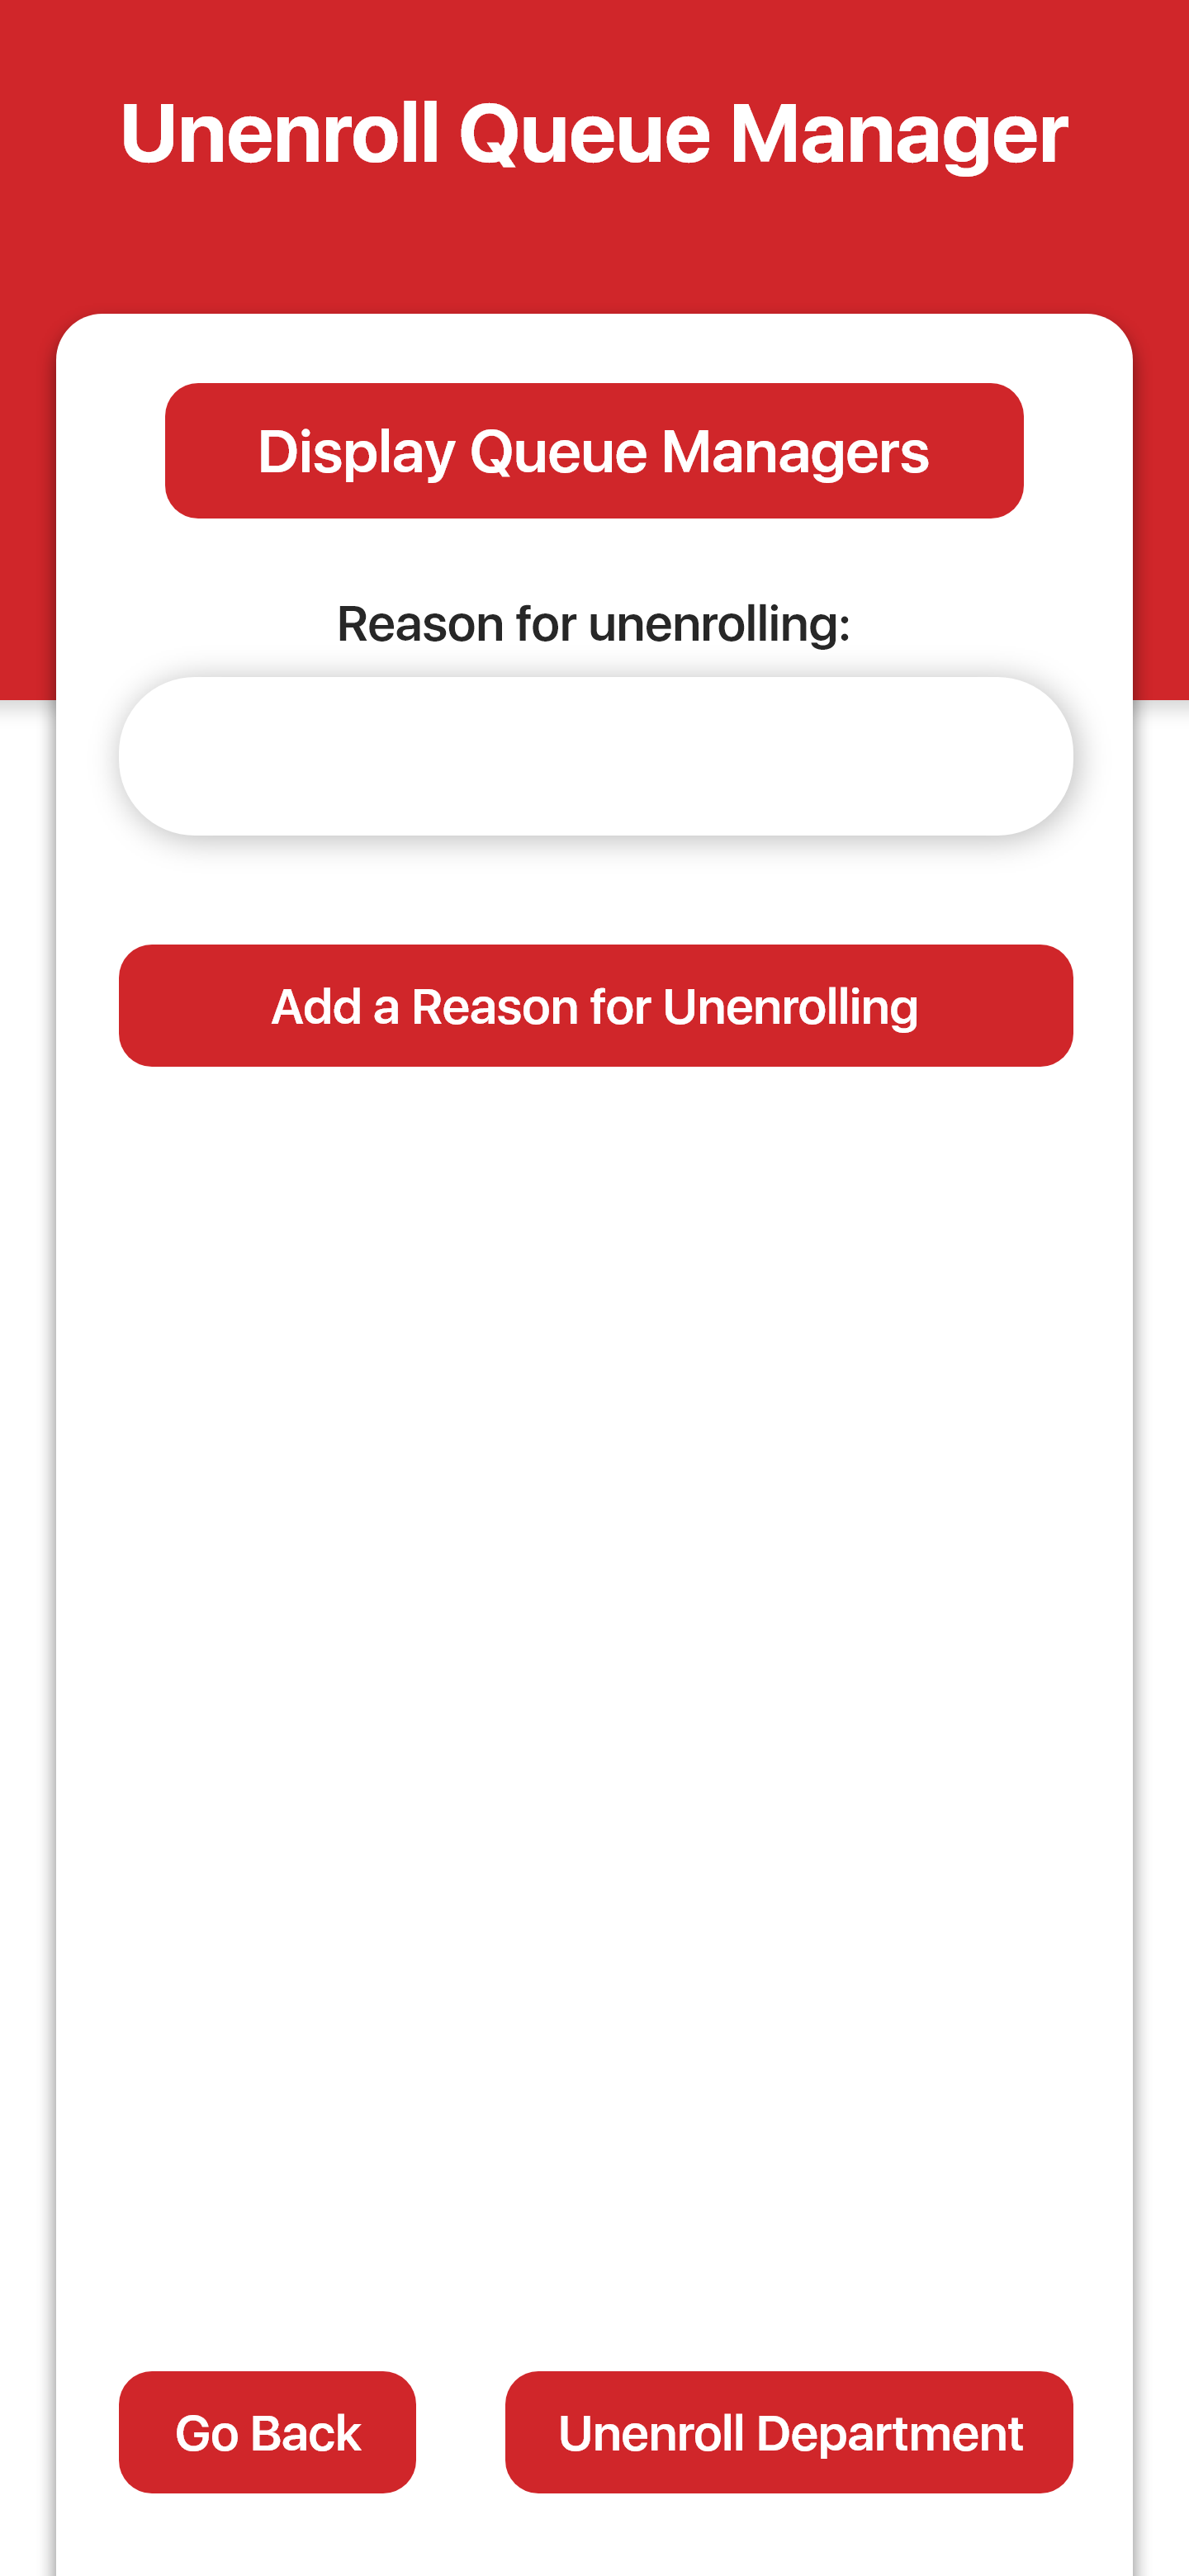 Unenroll Queue Manager
Display Queue Managers
Reason for unenrolling:
Add a Reason for Unenrolling
Go Back
Unenroll Department